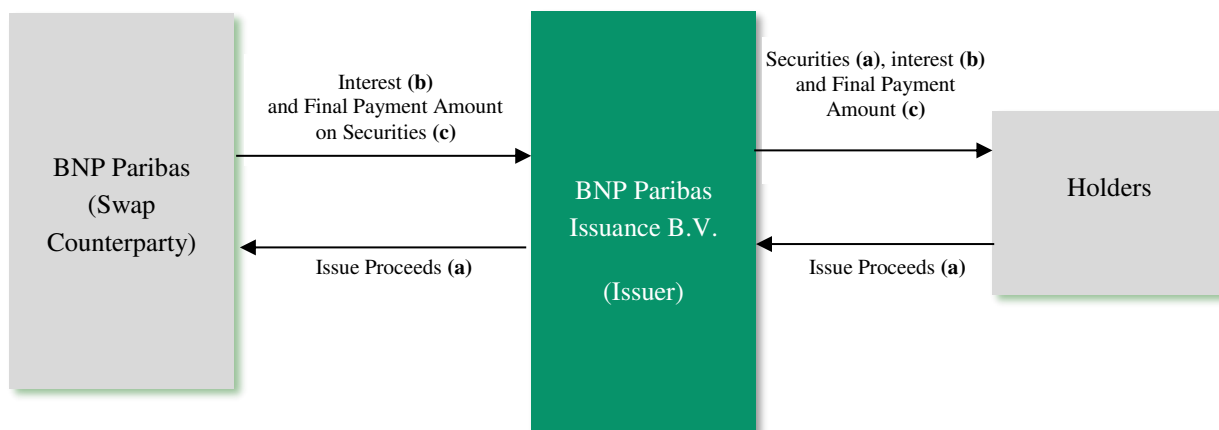 BNP Paribas
(Swap
Counterparty)
Interest (b)
and Final Payment Amount
on Securities (c)
Issue Proceeds (a)
BNP Paribas
Issuance B.V.
(Issuer)
Securities (a), interest (b)
and Final Payment
Amount (c)
Issue Proceeds (a)
Holders